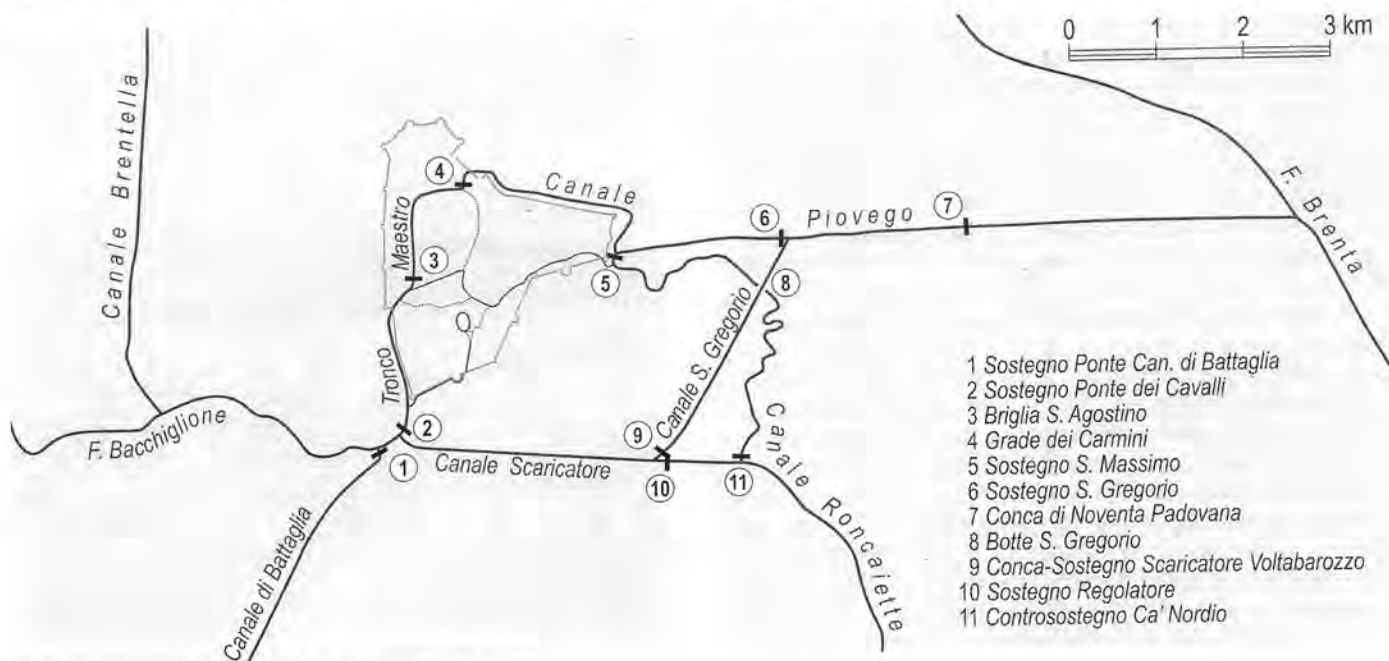 0 1 2 3 km
Canale Brentella
F. Brenta
4
Canale
6
Piovego
7
Maestro
3
5
8
Canale S. Gregorio
Tronco
F. Bacchiglione
2
1
Canale Scaricatore
9
10
11
Canale Roncaiette
Canale di Battaglia
1 Sostegno Ponte Can. di Battaglia
2 Sostegno Ponte dei Cavalli
3 Briglia S. Agostino
4 Grade dei Carmini
5 Sostegno S. Massimo
6 Sostegno S. Gregorio
7 Conca di Noventa Padovana
8 Botte S. Gregorio
9 Conca-Sostegno Scaricatore Voltabarozzo
10 Sostegno Regolatore
11 Controsostegno Ca' Nordio